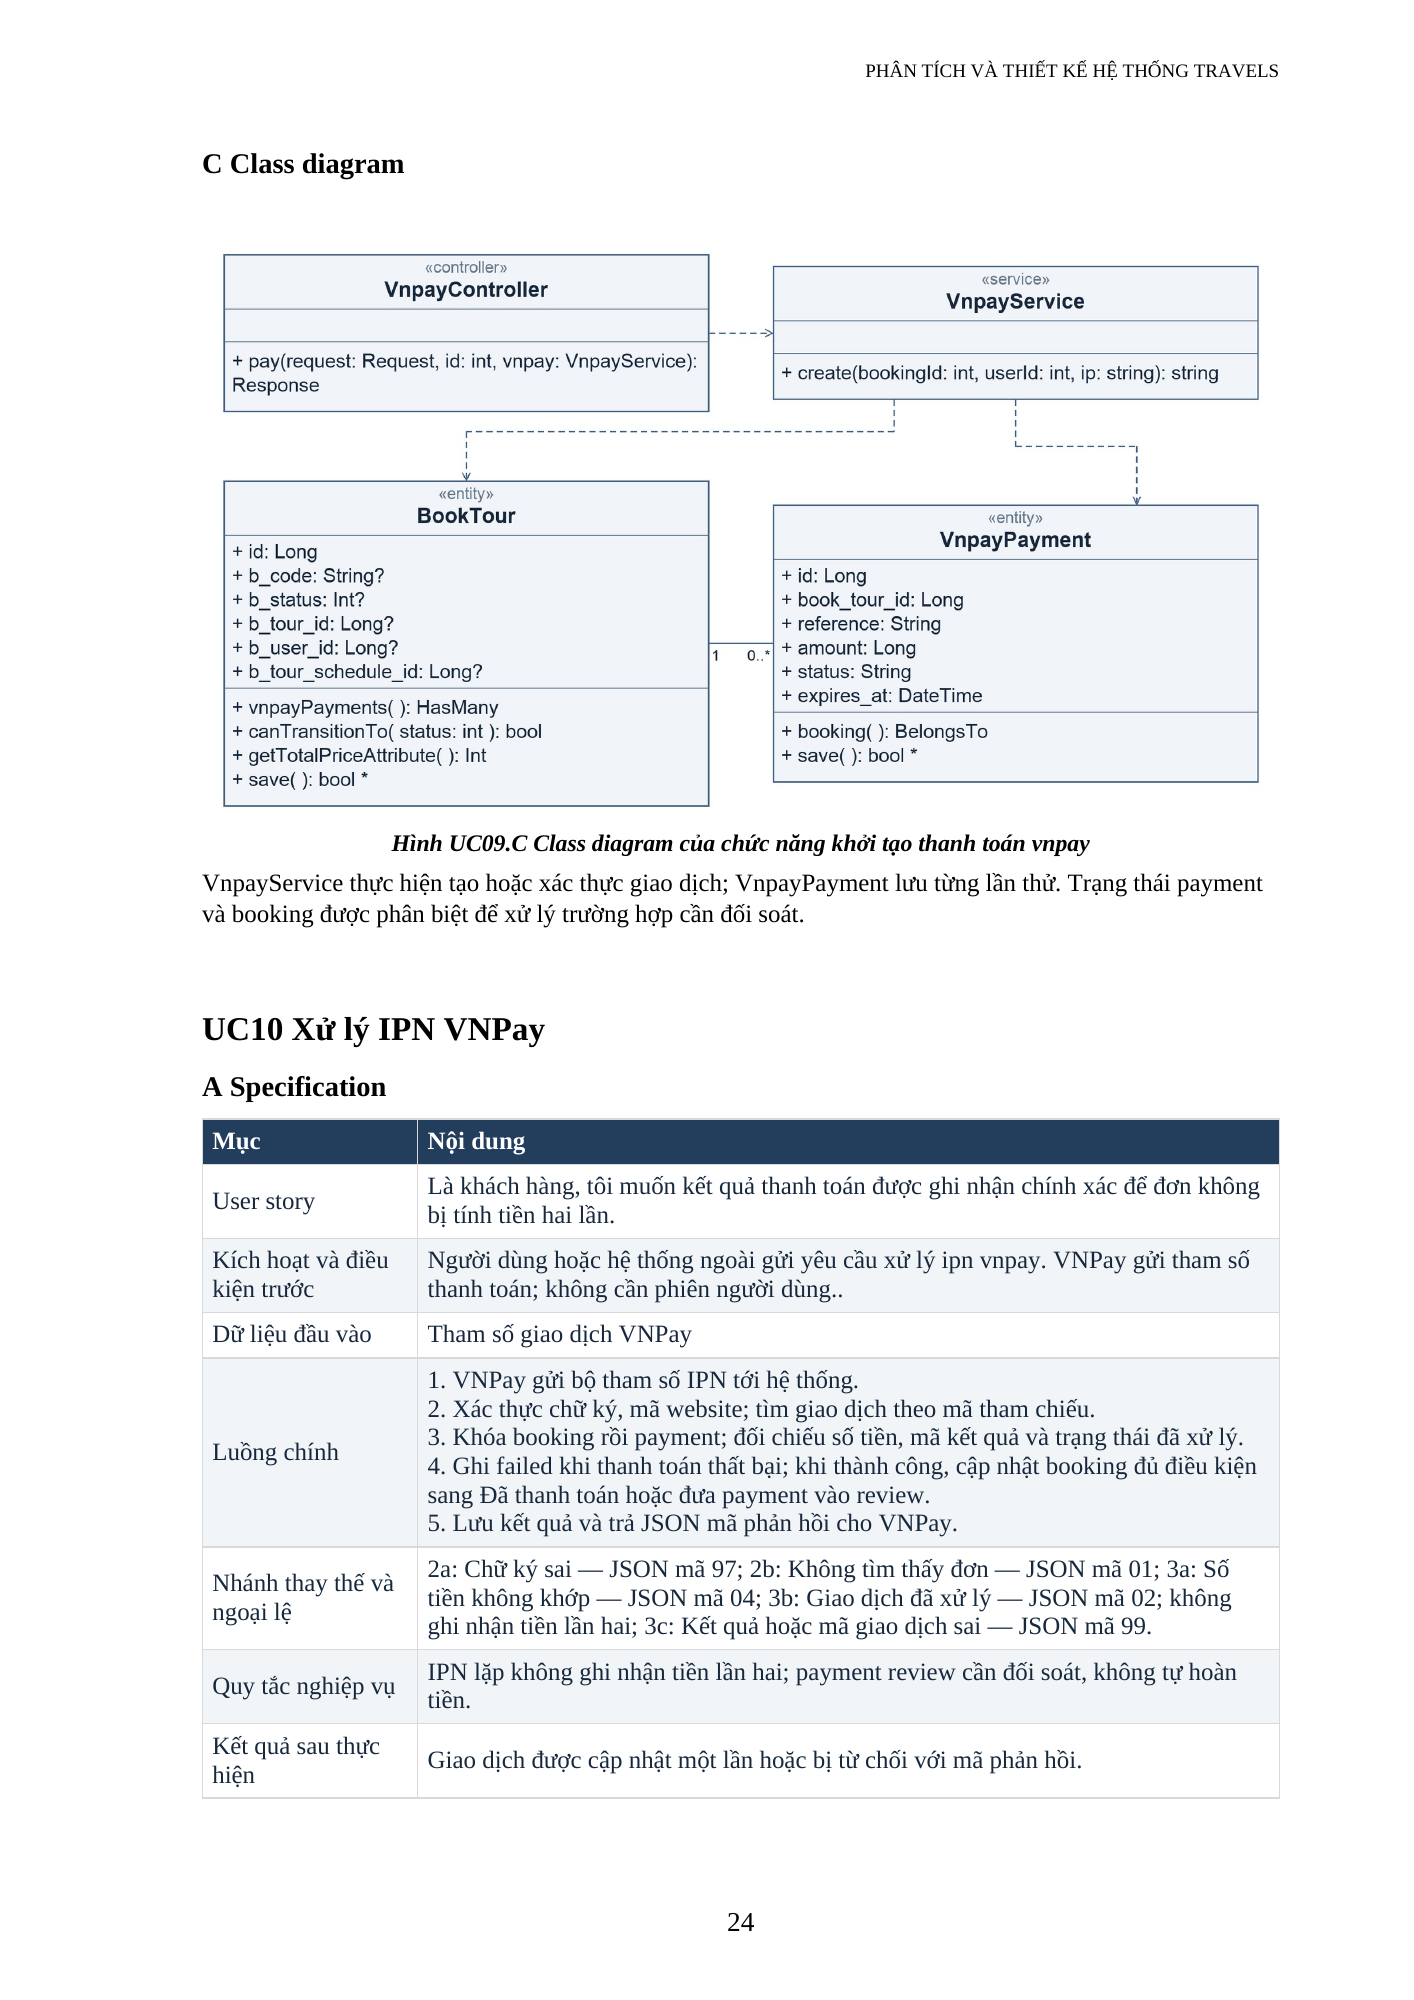 PHÂN TÍCH VÀ THIẾT KẾ HỆ THỐNG TRAVELS
C Class diagram
«controller»
VnpayController
+ pay(request: Request, id: int, vnpay: VnpayService):
Response
«service»
VnpayService
+ create(bookingId: int, userId: int, ip: string): string
«entity»
BookTour
+ id: Long
+ b_code: String?
+ b_status: Int?
+ b_tour_id: Long?
+ b_user_id: Long?
+ b_tour_schedule_id: Long?
+ vnpayPayments( ): HasMany
+ canTransitionTo( status: int ): bool
+ getTotalPriceAttribute( ): Int
+ save( ): bool *
1 0..*
«entity»
VnpayPayment
+ id: Long
+ book_tour_id: Long
+ reference: String
+ amount: Long
+ status: String
+ expires_at: DateTime
+ booking( ): BelongsTo
+ save( ): bool *
Hình UC09.C Class diagram của chức năng khởi tạo thanh toán vnpay
VnpayService thực hiện tạo hoặc xác thực giao dịch; VnpayPayment lưu từng lần thử. Trạng thái payment
và booking được phân biệt để xử lý trường hợp cần đối soát.
UC10 Xử lý IPN VNPay
A Specification
Mục Nội dung
User story
Là khách hàng, tôi muốn kết quả thanh toán được ghi nhận chính xác để đơn không
bị tính tiền hai lần.
Kích hoạt và điều
kiện trước
Người dùng hoặc hệ thống ngoài gửi yêu cầu xử lý ipn vnpay. VNPay gửi tham số
thanh toán; không cần phiên người dùng..
Dữ liệu đầu vào Tham số giao dịch VNPay
Luồng chính
1. VNPay gửi bộ tham số IPN tới hệ thống.
2. Xác thực chữ ký, mã website; tìm giao dịch theo mã tham chiếu.
3. Khóa booking rồi payment; đối chiếu số tiền, mã kết quả và trạng thái đã xử lý.
4. Ghi failed khi thanh toán thất bại; khi thành công, cập nhật booking đủ điều kiện
sang Đã thanh toán hoặc đưa payment vào review.
5. Lưu kết quả và trả JSON mã phản hồi cho VNPay.
Nhánh thay thế và
ngoại lệ
2a: Chữ ký sai — JSON mã 97; 2b: Không tìm thấy đơn — JSON mã 01; 3a: Số
tiền không khớp — JSON mã 04; 3b: Giao dịch đã xử lý — JSON mã 02; không
ghi nhận tiền lần hai; 3c: Kết quả hoặc mã giao dịch sai — JSON mã 99.
Quy tắc nghiệp vụ
IPN lặp không ghi nhận tiền lần hai; payment review cần đối soát, không tự hoàn
tiền.
Kết quả sau thực
hiện
Giao dịch được cập nhật một lần hoặc bị từ chối với mã phản hồi.
24